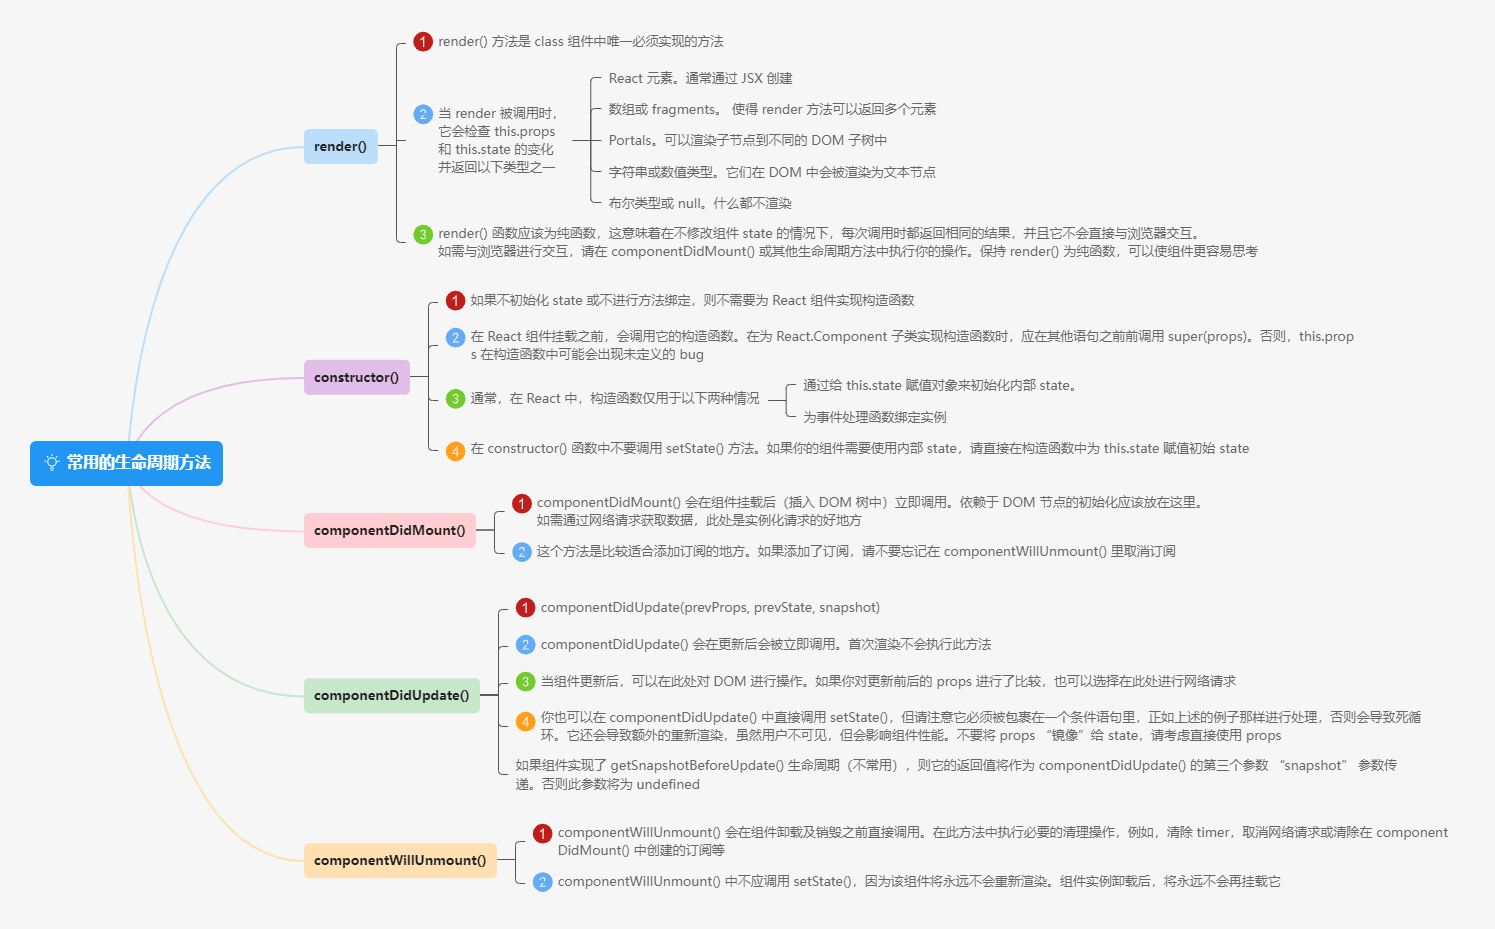 常用的生命周期方法
render()
1 render() 方法是 class 组件中唯一必须实现的方法
2 当 render 被调用时，
它会检查 this.props
和 this.state 的变化
并返回以下类型之一
React 元素。通常通过 JSX 创建
数组或 fragments。 使得 render 方法可以返回多个元素
Portals。可以渲染子节点到不同的 DOM 子树中
字符串或数值类型。它们在 DOM 中会被渲染为文本节点
布尔类型或 null。什么都不渲染
3 render() 函数应该为纯函数，这意味着在不修改组件 state 的情况下，每次调用时都返回相同的结果，并且它不会直接与浏览器交互。
如需与浏览器进行交互，请在 componentDidMount() 或其他生命周期方法中执行你的操作。保持 render() 为纯函数，可以使组件更容易思考
constructor()
1 如果不初始化 state 或不进行方法绑定，则不需要为 React 组件实现构造函数
2 在 React 组件挂载之前，会调用它的构造函数。在为 React.Component 子类实现构造函数时，应在其他语句之前前调用 super(props)。否则，this.prop
s 在构造函数中可能会出现未定义的 bug
3 通常，在 React 中，构造函数仅用于以下两种情况
通过给 this.state 赋值对象来初始化内部 state。
为事件处理函数绑定实例
4 在 constructor() 函数中不要调用 setState() 方法。如果你的组件需要使用内部 state，请直接在构造函数中为 this.state 赋值初始 state
componentDidMount()
1 componentDidMount() 会在组件挂载后（插入 DOM 树中）立即调用。依赖于 DOM 节点的初始化应该放在这里。
如需通过网络请求获取数据，此处是实例化请求的好地方
2 这个方法是比较适合添加订阅的地方。如果添加了订阅，请不要忘记在 componentWillUnmount() 里取消订阅
componentDidUpdate()
1 componentDidUpdate(prevProps, prevState, snapshot)
2 componentDidUpdate() 会在更新后会被立即调用。首次渲染不会执行此方法
3 当组件更新后，可以在此处对 DOM 进行操作。如果你对更新前后的 props 进行了比较，也可以选择在此处进行网络请求
4 你也可以在 componentDidUpdate() 中直接调用 setState()，但请注意它必须被包裹在一个条件语句里，正如上述的例子那样进行处理，否则会导致死循
环。它还会导致额外的重新渲染，虽然用户不可见，但会影响组件性能。不要将 props “镜像”给 state，请考虑直接使用 props
如果组件实现了 getSnapshotBeforeUpdate() 生命周期（不常用），则它的返回值将作为 componentDidUpdate() 的第三个参数 “snapshot” 参数传
递。否则此参数将为 undefined
componentWillUnmount()
1 componentWillUnmount() 会在组件卸载及销毁之前直接调用。在此方法中执行必要的清理操作，例如，清除 timer，取消网络请求或清除在 component
DidMount() 中创建的订阅等
2 componentWillUnmount() 中不应调用 setState()，因为该组件将永远不会重新渲染。组件实例卸载后，将永远不会再挂载它